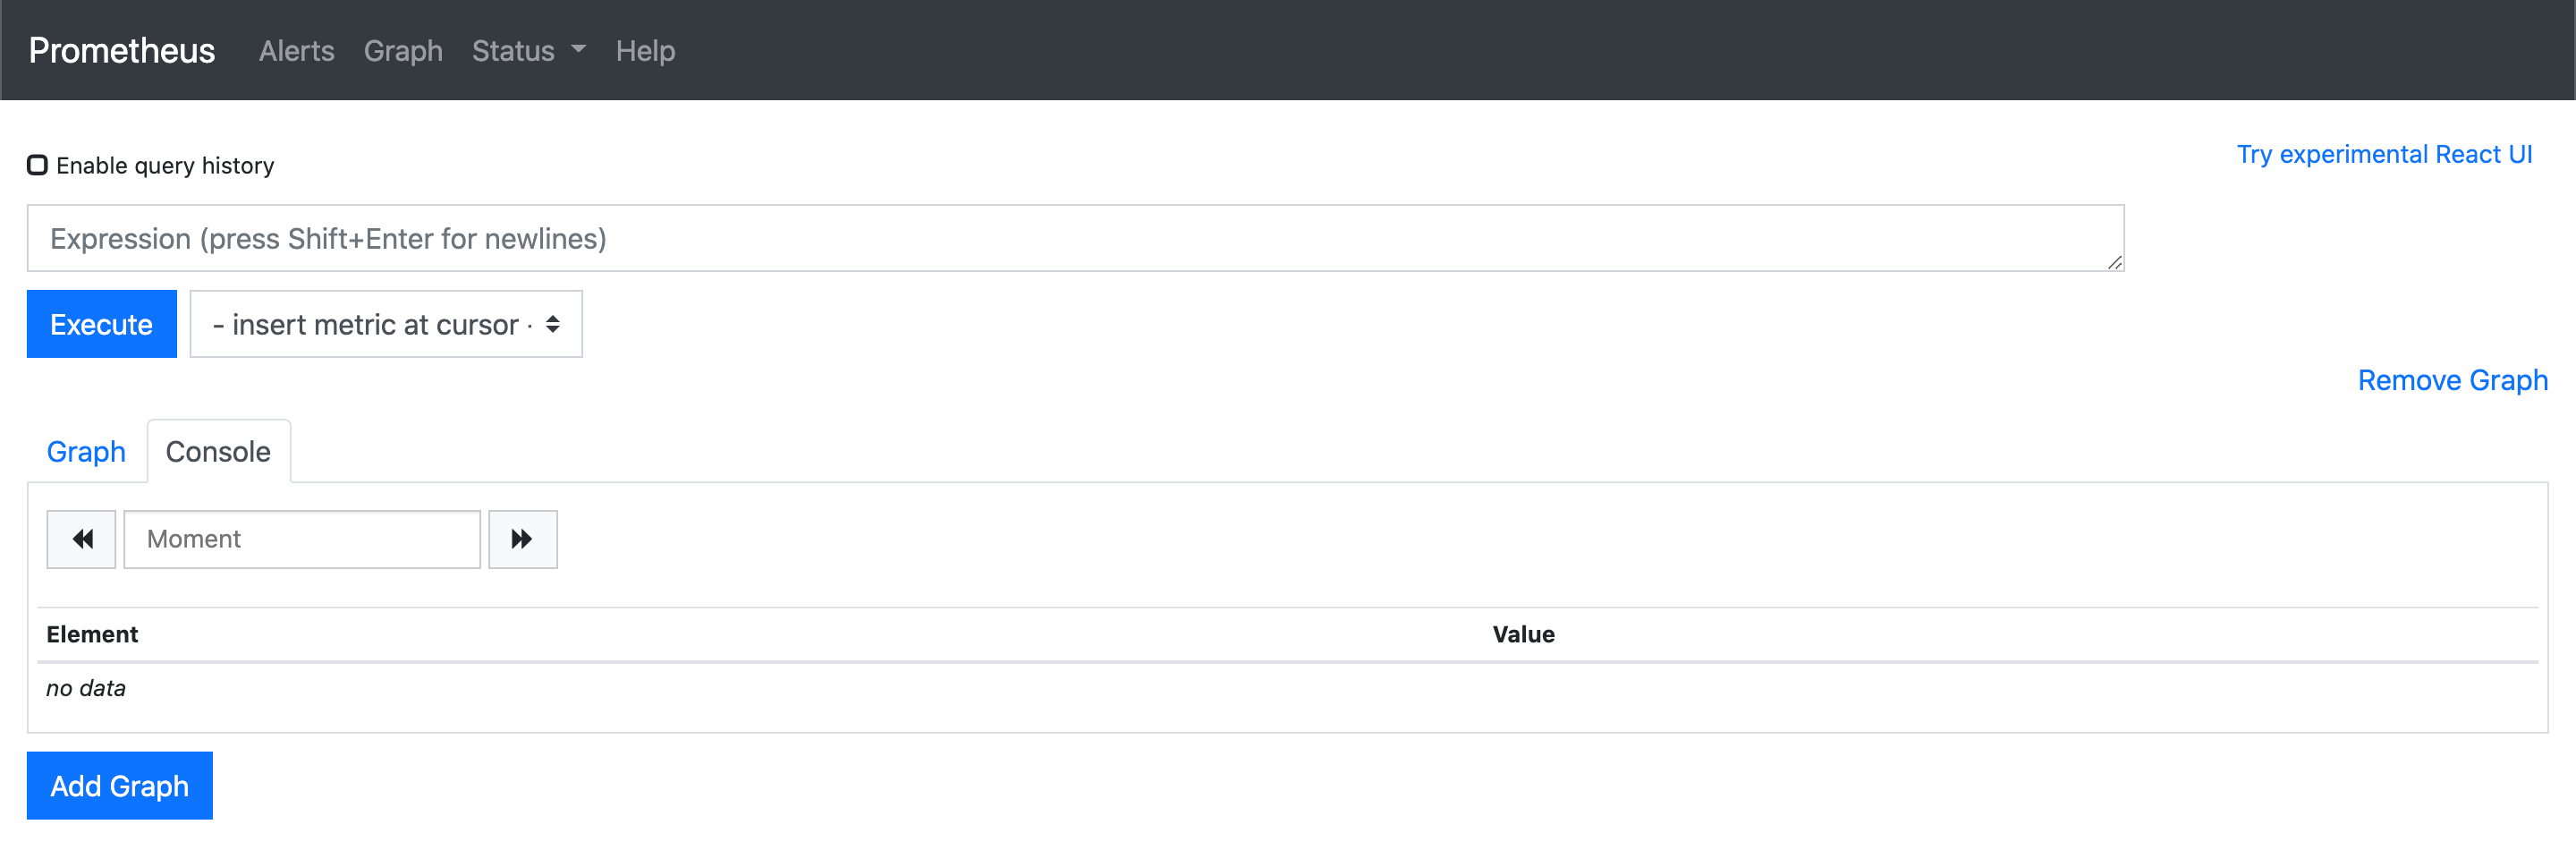 Prometheus Alerts Graph Status Help
Enable query history
Try experimental React UI
Expression (press Shift+Enter for newlines)
Execute - insert metric at cursor -
Remove Graph
Graph Console
Moment
Element Value
no data
Add Graph